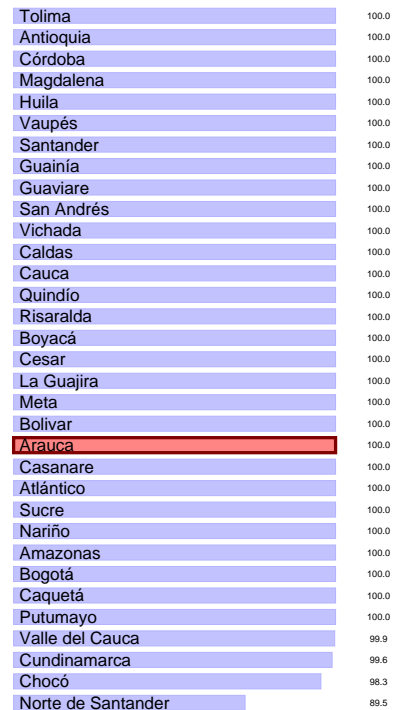 Tolima 100.0
Antioquia 100.0
Córdoba 100.0
Magdalena 100.0
Huila 100.0
Vaupés 100.0
Santander 100.0
Guainía 100.0
Guaviare 100.0
San Andrés 100.0
Vichada 100.0
Caldas 100.0
Cauca 100.0
Quindío 100.0
Risaralda 100.0
Boyacá 100.0
Cesar 100.0
La Guajira 100.0
Meta 100.0
Bolivar 100.0
Arauca 100.0
Casanare 100.0
Atlántico 100.0
Sucre 100.0
Nariño 100.0
Amazonas 100.0
Bogotá 100.0
Caquetá 100.0
Putumayo 100.0
Valle del Cauca 99.9
Cundinamarca 99.6
Chocó 98.3
Norte de Santander 89.5